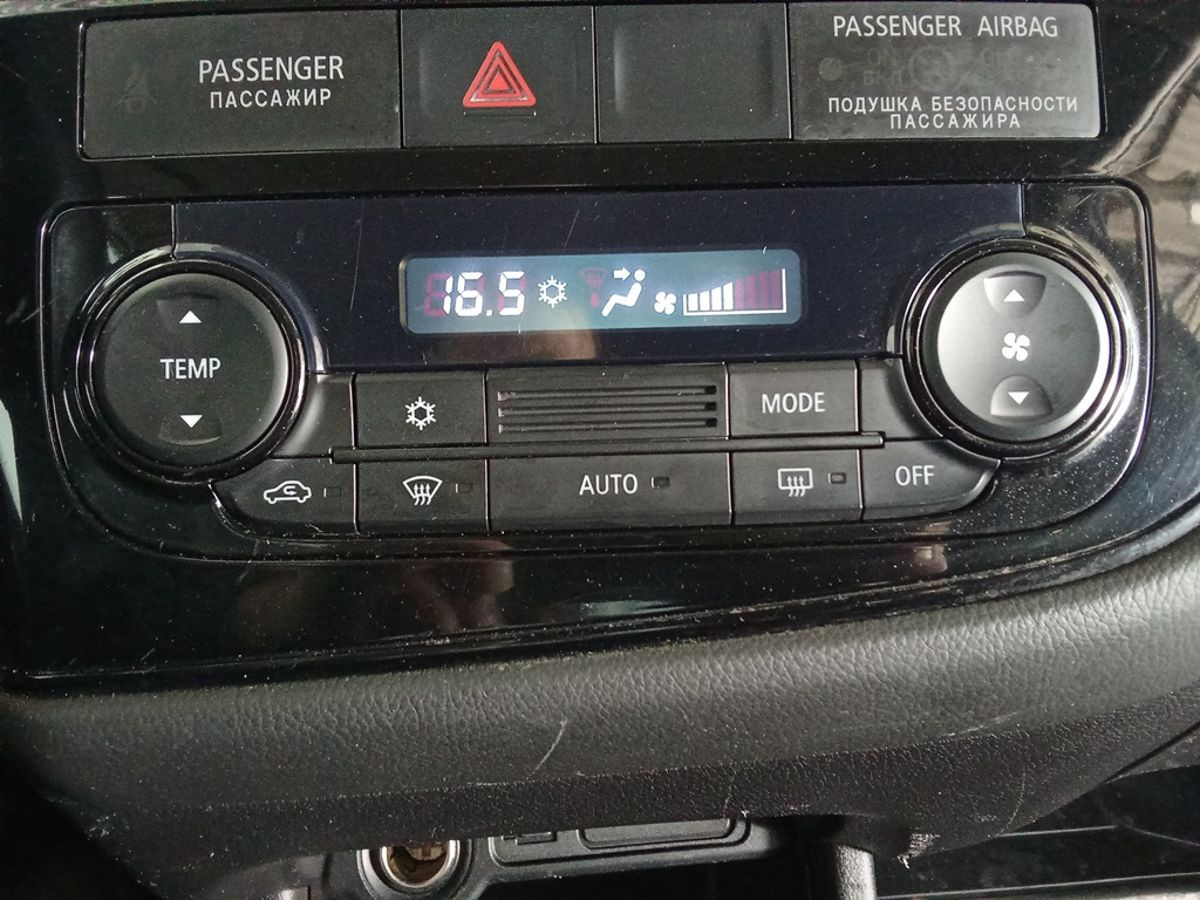 PASSENGER
ПАССАЖИР
PASSENGER AIRBAG
ПОДУШКА БЕЗОПАСНОСТИ
ПАССАЖИРА
16.5
TEMP
MODE
AUTO
OFF